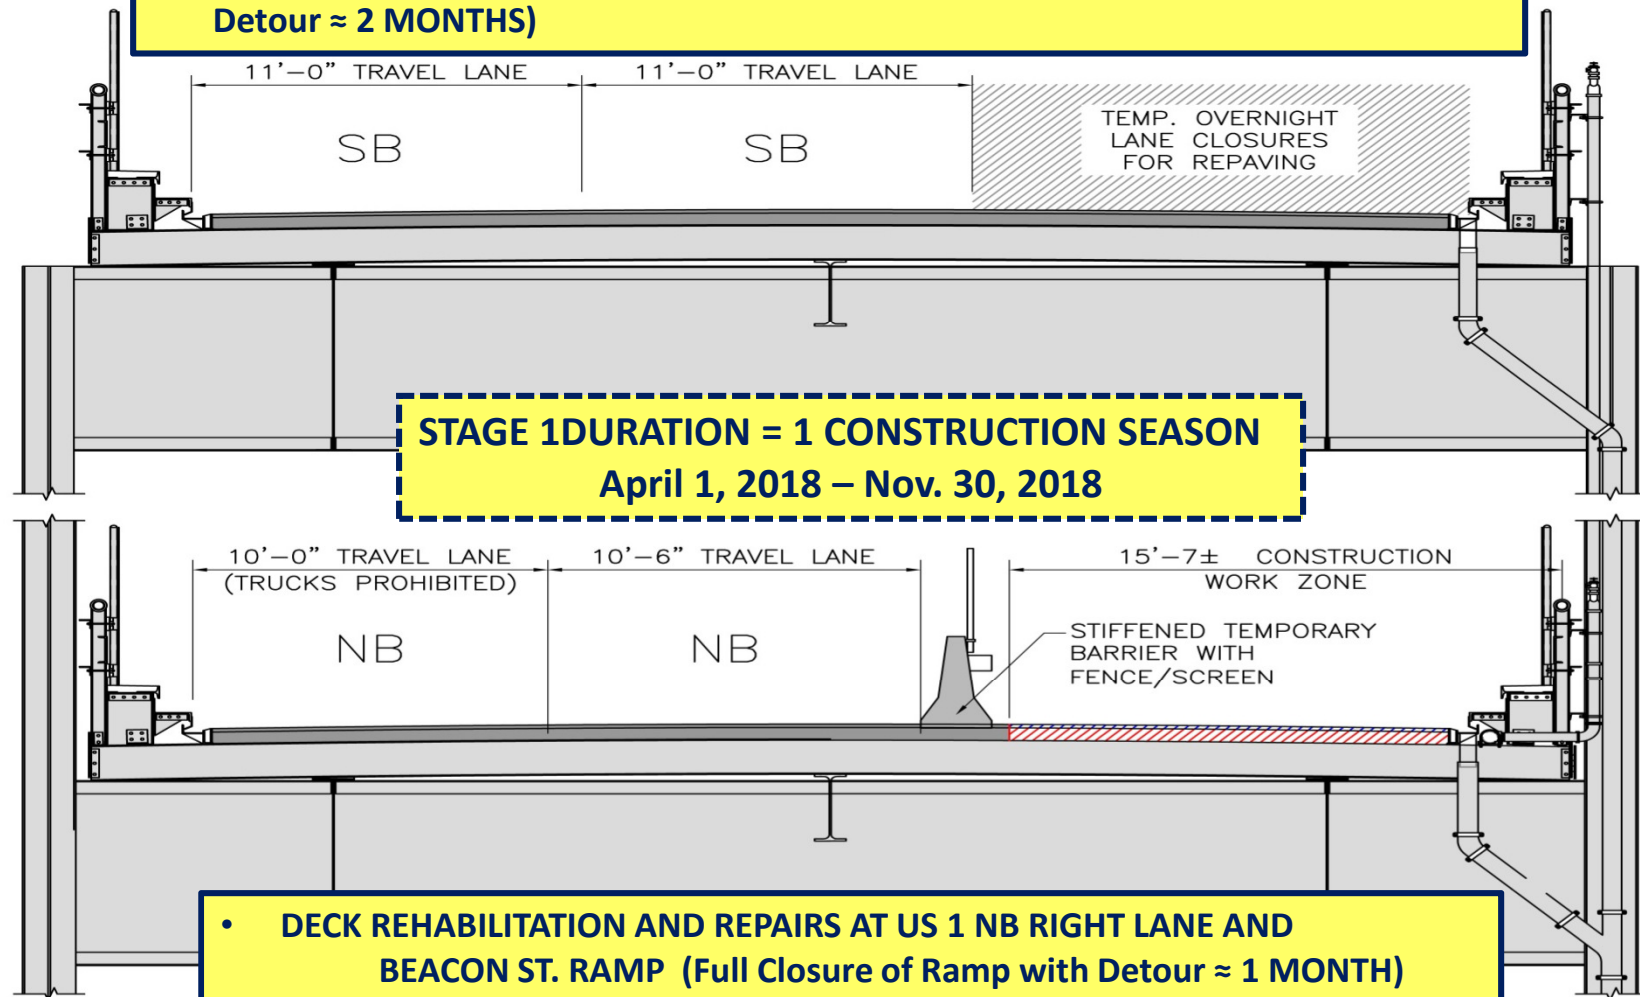 Detour ≈ 2 MONTHS)
11'-0" TRAVEL LANE
11'-0" TRAVEL LANE
SB
SB
TEMP. OVERNIGHT
LANE CLOSURES
FOR REPAVING
STAGE 1DURATION = 1 CONSTRUCTION SEASON
April 1, 2018 – Nov. 30, 2018
10'-0" TRAVEL LANE
(TRUCKS PROHIBITED)
10'-6" TRAVEL LANE
15'-7± CONSTRUCTION
WORK ZONE
NB
NB
STIFFENED TEMPORARY
BARRIER WITH
FENCE/SCREEN
• DECK REHABILITATION AND REPAIRS AT US 1 NB RIGHT LANE AND
BEACON ST. RAMP (Full Closure of Ramp with Detour ≈ 1 MONTH)